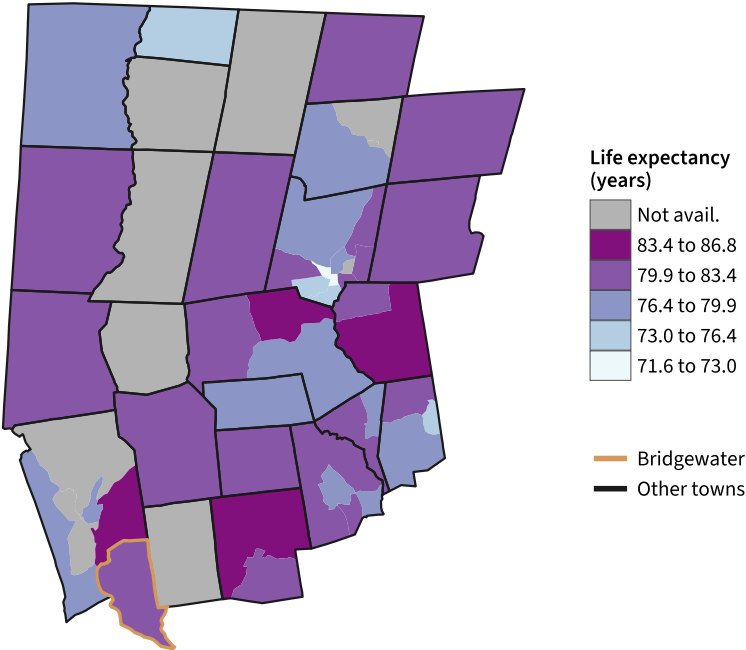 Life expectancy
(years)
Not avail.
83.4 to 86.8
79.9 to 83.4
76.4 to 79.9
73.0 to 76.4
71.6 to 73.0
Bridgewater
Other towns